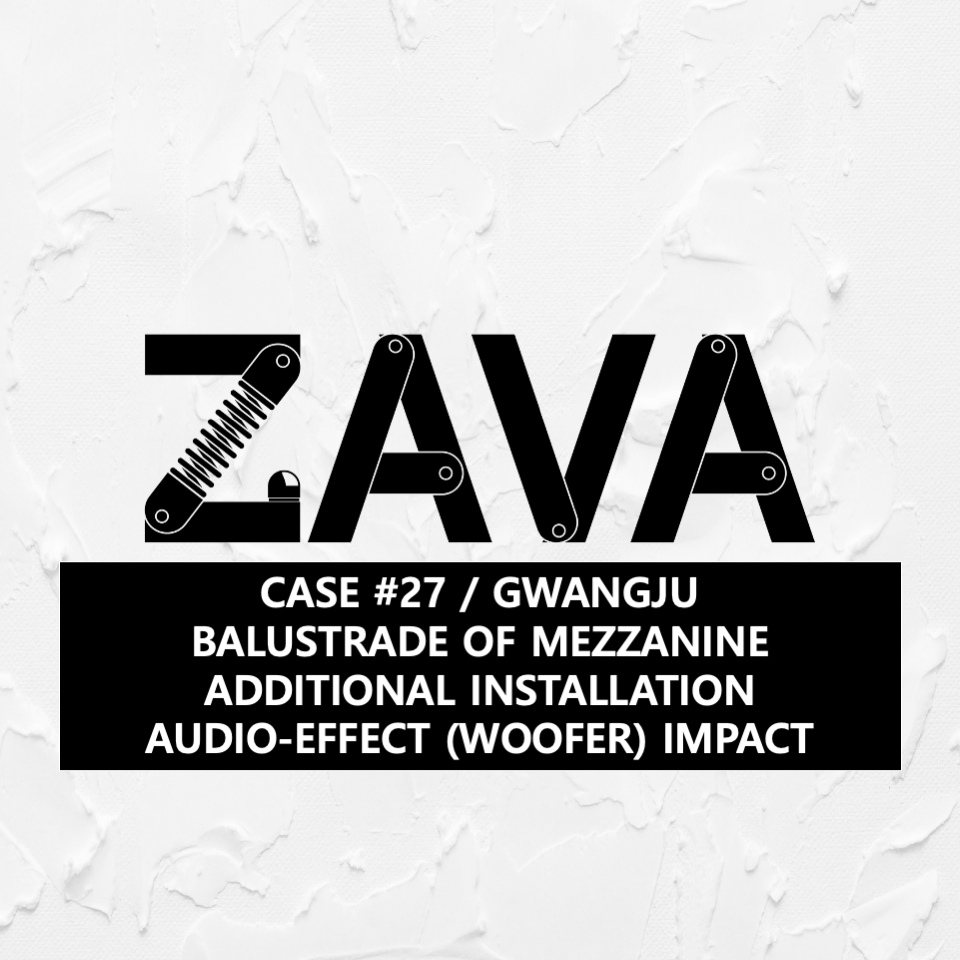 ZAVA
CASE #27 / GWANGJU
BALUSTRADE OF MEZZANINE
ADDITIONAL INSTALLATION
AUDIO-EFFECT (WOOFER) IMPACT